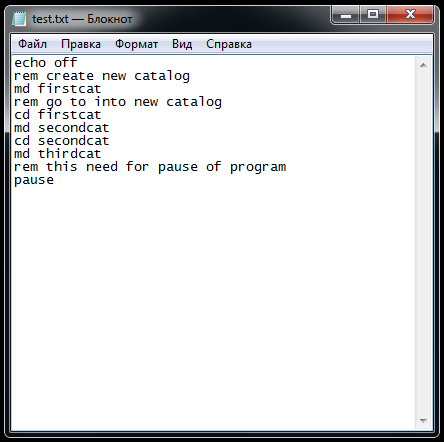 test.txt — Блокнот
Файл Правка Формат Вид Справка
echo off
rem create new catalog
md firstcat
rem go to into new catalog
cd firstcat
md secondcat
cd secondcat
md thirdcat
rem this need for pause of program
pause